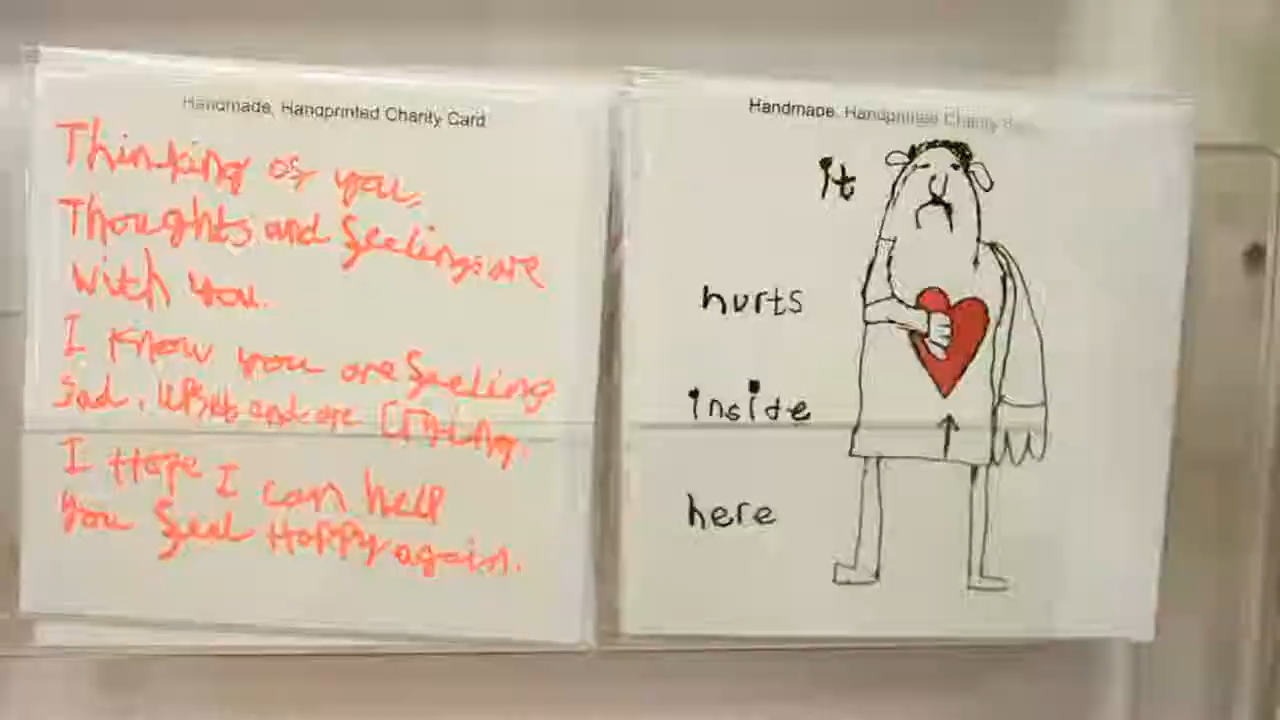 Handmade, Handprinted Charity Card
Thinking of you,
Thoughts and feelings are
with you.
I know you are feeling
sad, and are crying.
I Hope I can help
you feel Happy again.
Handmade, Handprinted Charity
it
hurts
inside
here